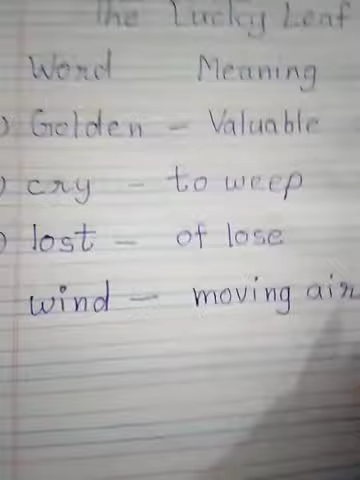 The Lucky Leaf
Word Meaning
) Golden - Valuable
) cry - to weep
) lost - of lose
wind - moving air